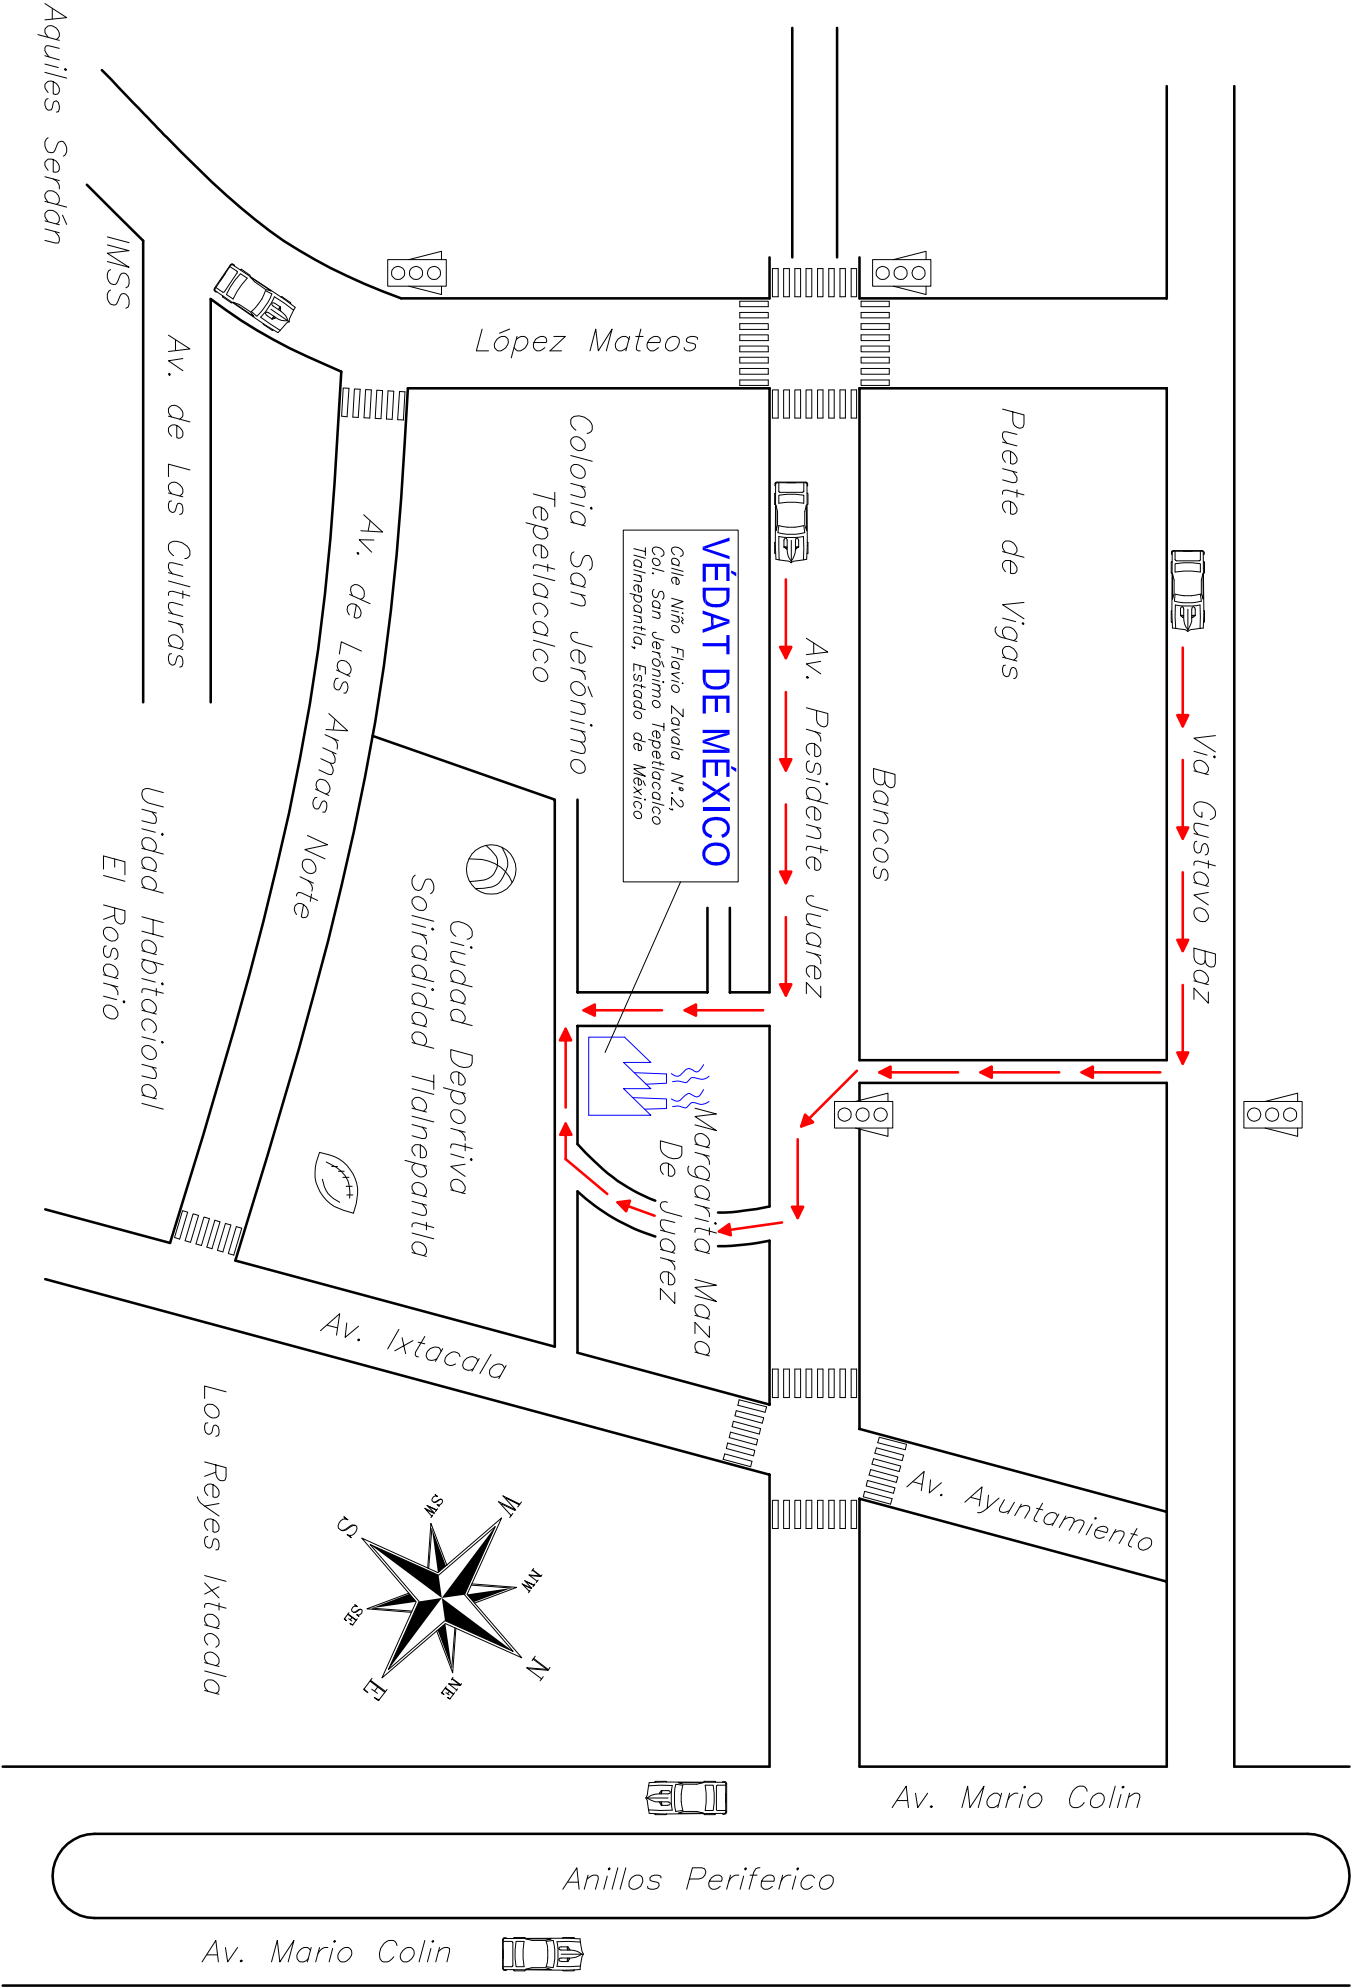 Aquiles Serdán
IMSS
Av. de Las Culturas
López Mateos
Puente de Vigas
Via Gustavo Baz
Colonia San Jerónimo
Tepetlacalco
VÉDAT DE MÉXICO
Calle Niño Flavio Zavala N°.2,
Col. San Jerónimo Tepetlacalco
Tlalnepantla, Estado de México
Av. Presidente Juarez
Bancos
Av. de Las Armas Norte
Unidad Habitacional
El Rosario
Ciudad Deportiva
Soliradidad Tlalnepantla
Margarita Maza
De Juarez
Av. Ixtacala
Av. Ayuntamiento
Los Reyes Ixtacala
N
NE
E
SE
S
SW
W
NW
Av. Mario Colin
Anillos Periferico
Av. Mario Colin